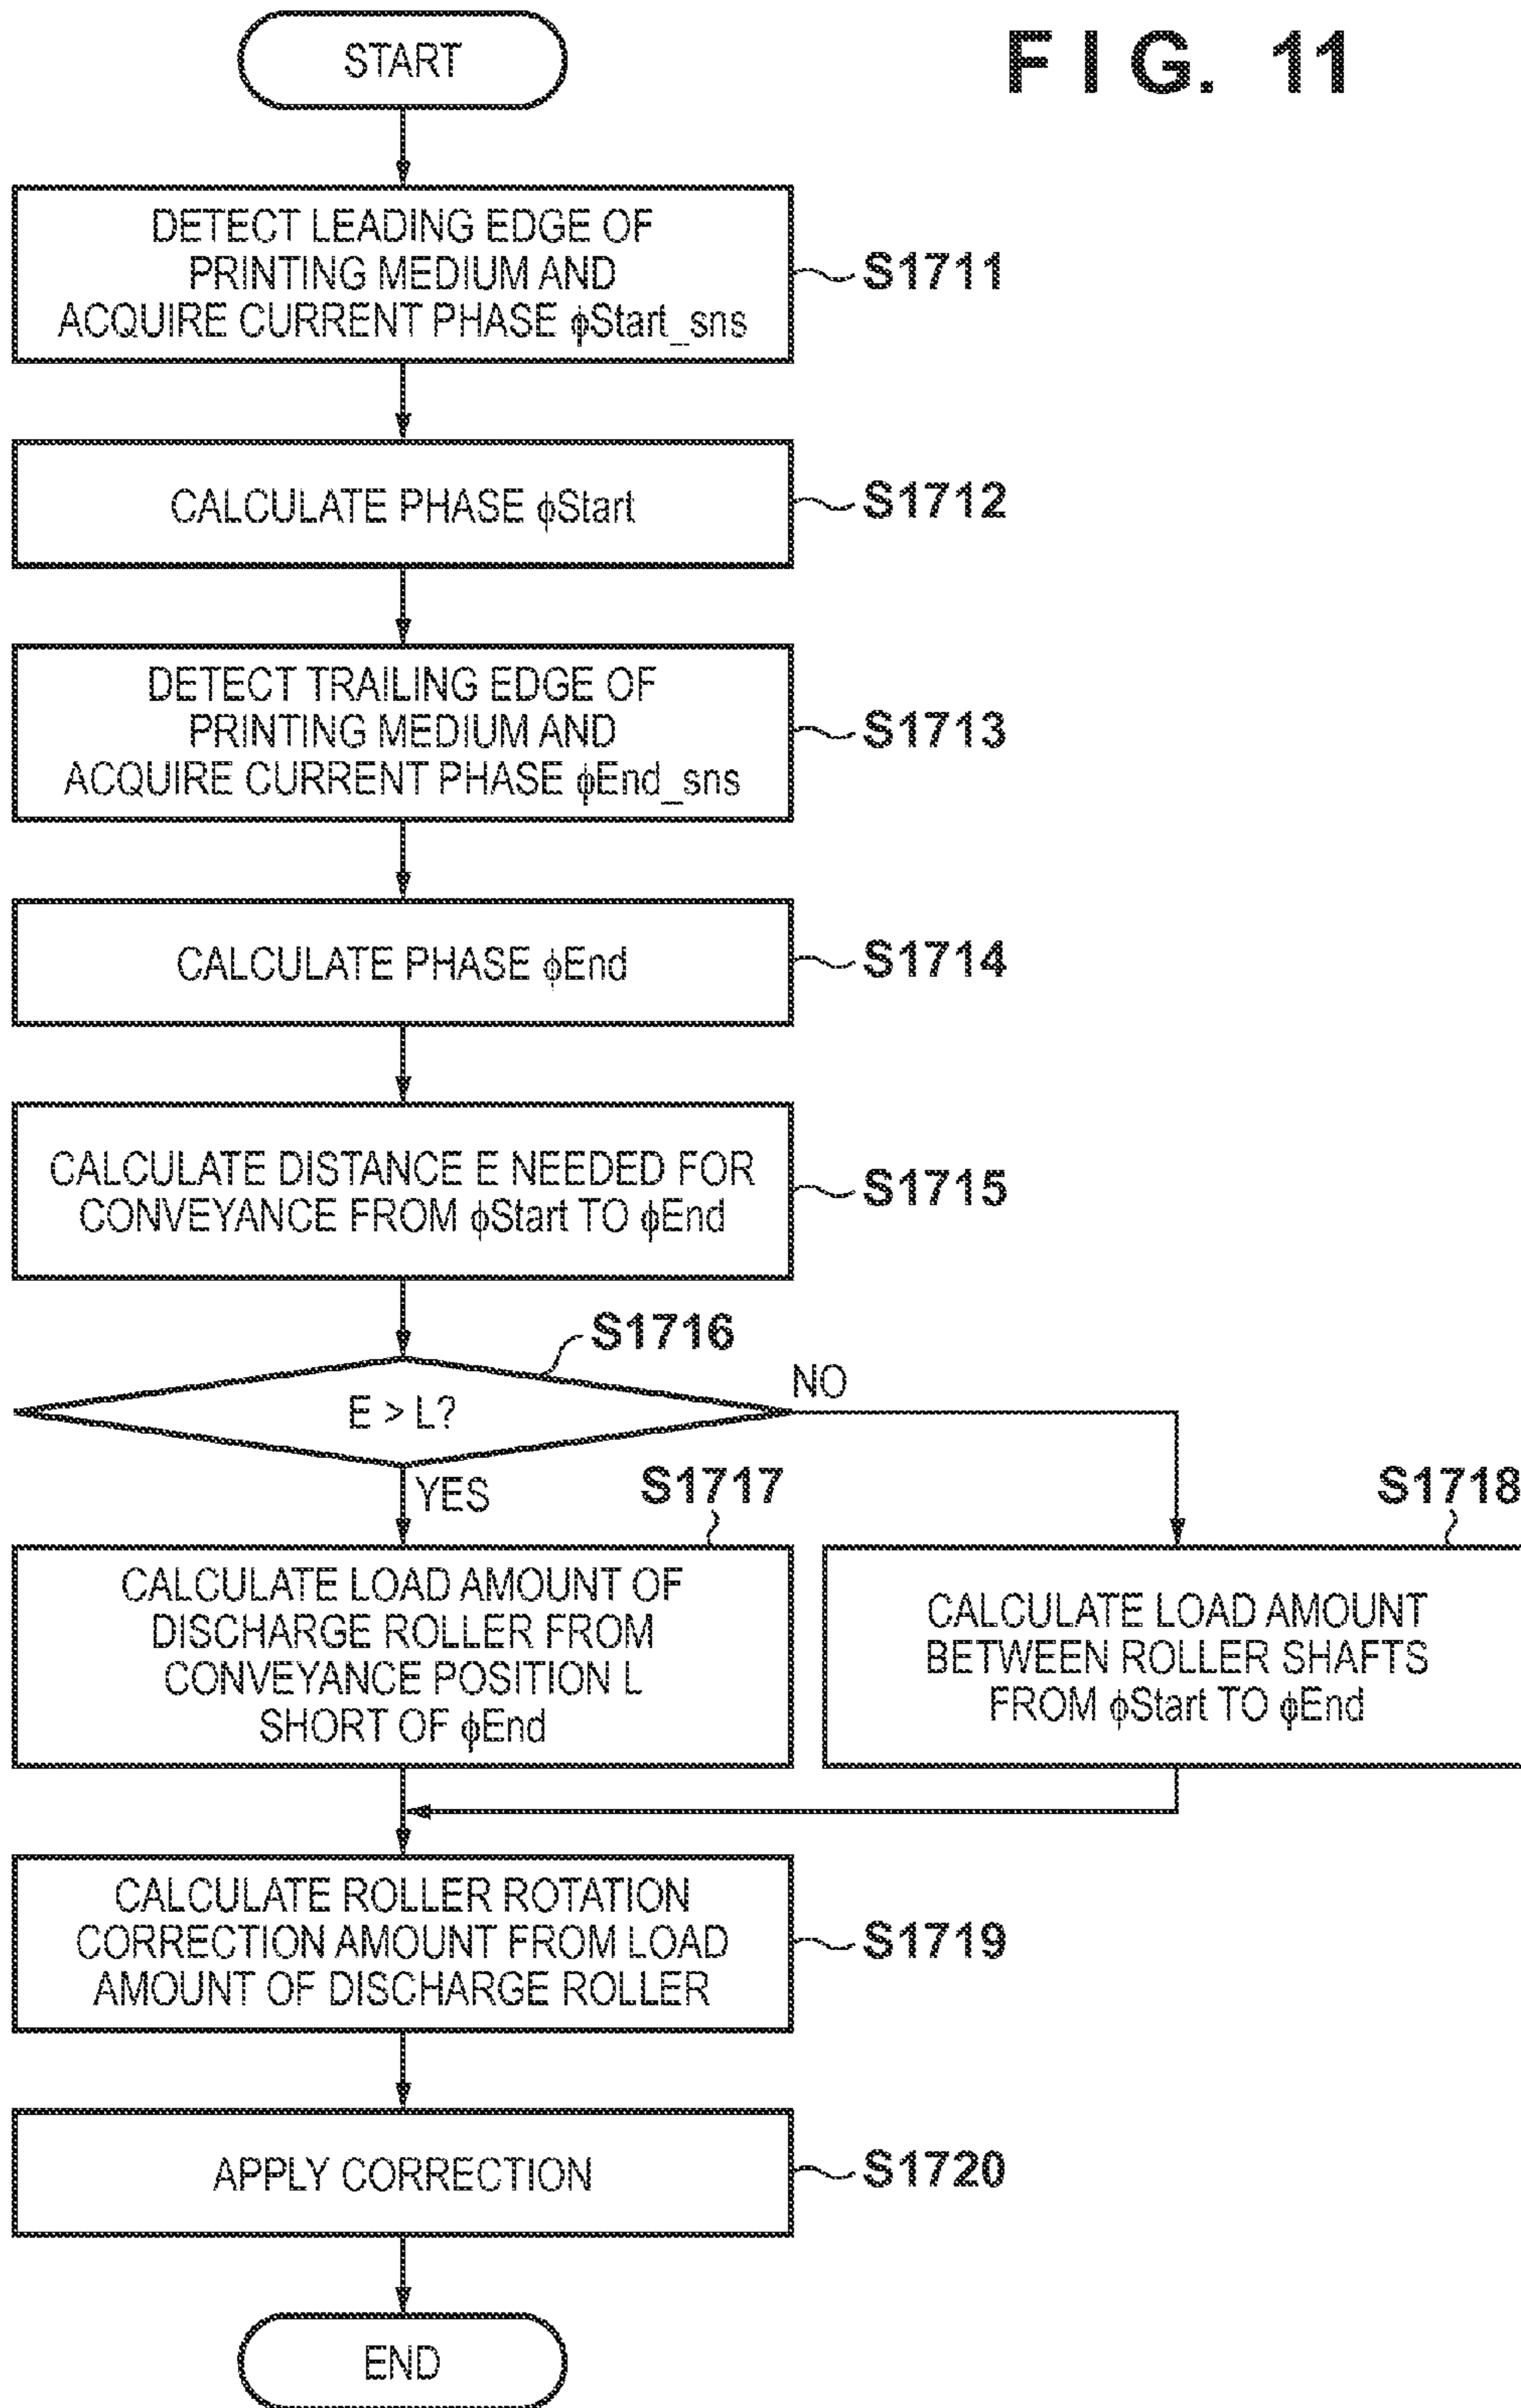 FIG. 11
START
DETECT LEADING EDGE OF
PRINTING MEDIUM AND
ACQUIRE CURRENT PHASE ϕStart_sns
S1711
CALCULATE PHASE ϕStart
S1712
DETECT TRAILING EDGE OF
PRINTING MEDIUM AND
ACQUIRE CURRENT PHASE ϕEnd_sns
S1713
CALCULATE PHASE ϕEnd
S1714
CALCULATE DISTANCE E NEEDED FOR
CONVEYANCE FROM ϕStart TO ϕEnd
S1715
S1716
E > L?
NO
YES
S1717
CALCULATE LOAD AMOUNT OF
DISCHARGE ROLLER FROM
CONVEYANCE POSITION L
SHORT OF ϕEnd
S1718
CALCULATE LOAD AMOUNT
BETWEEN ROLLER SHAFTS
FROM ϕStart TO ϕEnd
CALCULATE ROLLER ROTATION
CORRECTION AMOUNT FROM LOAD
AMOUNT OF DISCHARGE ROLLER
S1719
APPLY CORRECTION
S1720
END